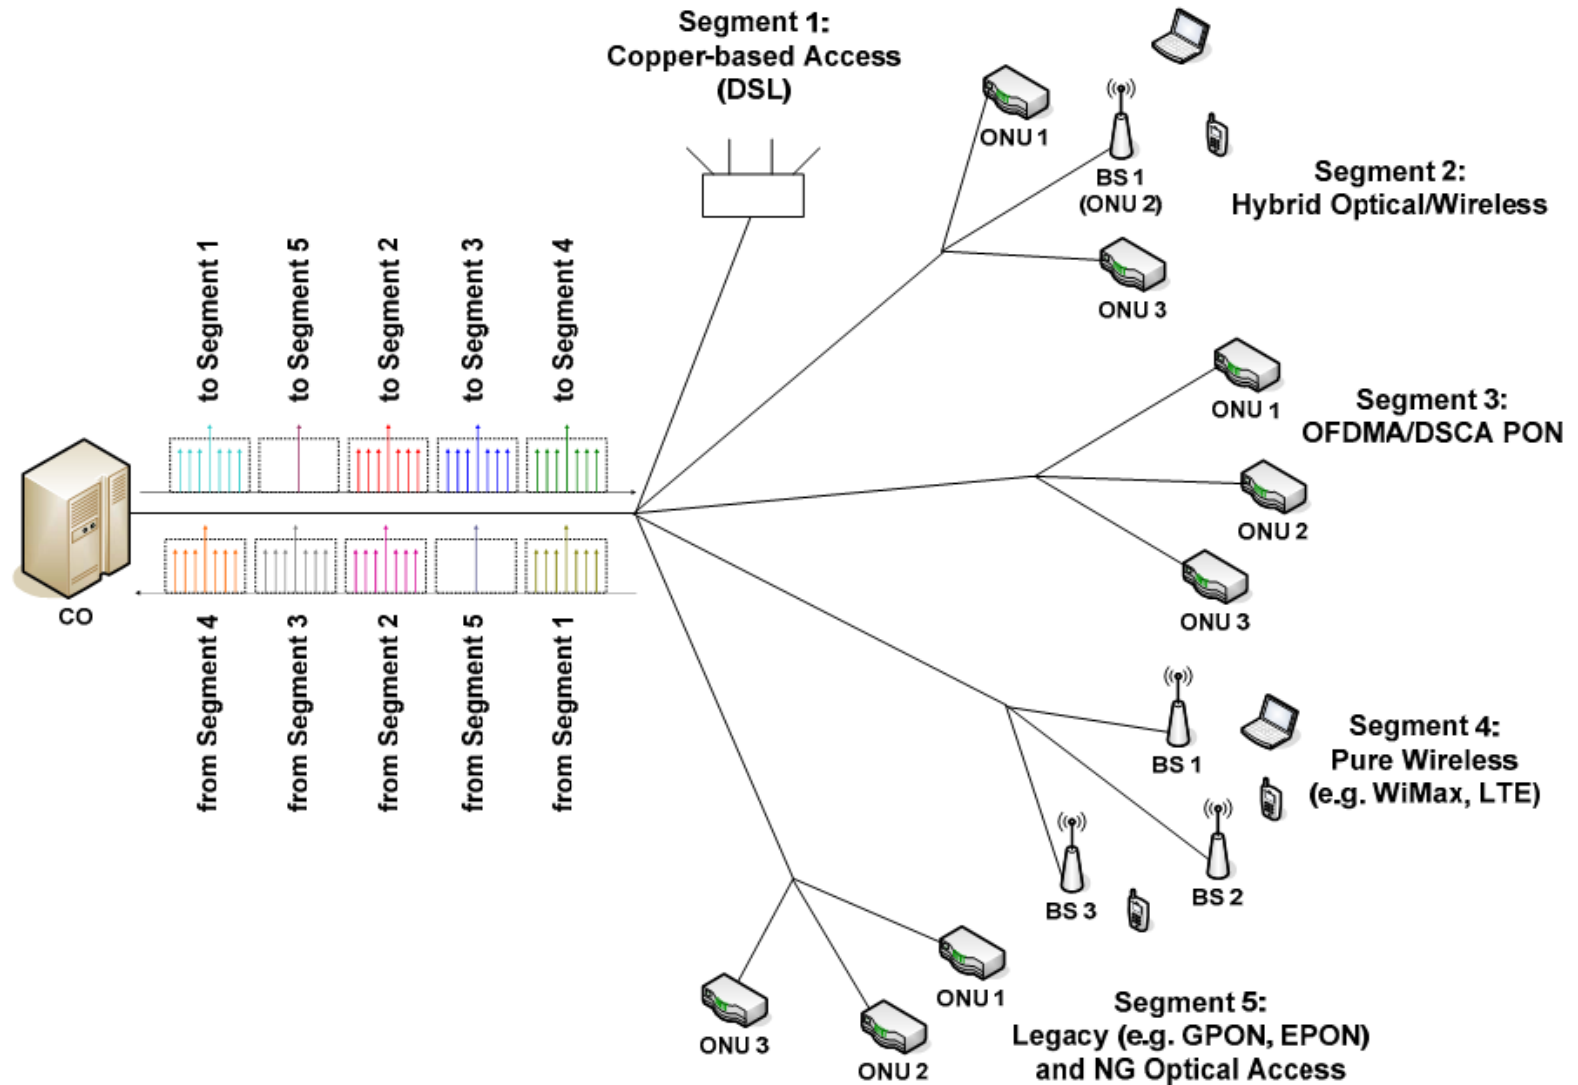 Segment 1:
Copper-based Access
(DSL)
ONU 1
BS 1
(ONU 2)
ONU 3
Segment 2:
Hybrid Optical/Wireless
to Segment 1
to Segment 5
to Segment 2
to Segment 3
to Segment 4
CO
from Segment 4
from Segment 3
from Segment 2
from Segment 5
from Segment 1
ONU 1
ONU 2
ONU 3
Segment 3:
OFDMA/DSCA PON
BS 1
BS 2
BS 3
Segment 4:
Pure Wireless
(e.g. WiMax, LTE)
ONU 1
ONU 2
ONU 3
Segment 5:
Legacy (e.g. GPON, EPON)
and NG Optical Access